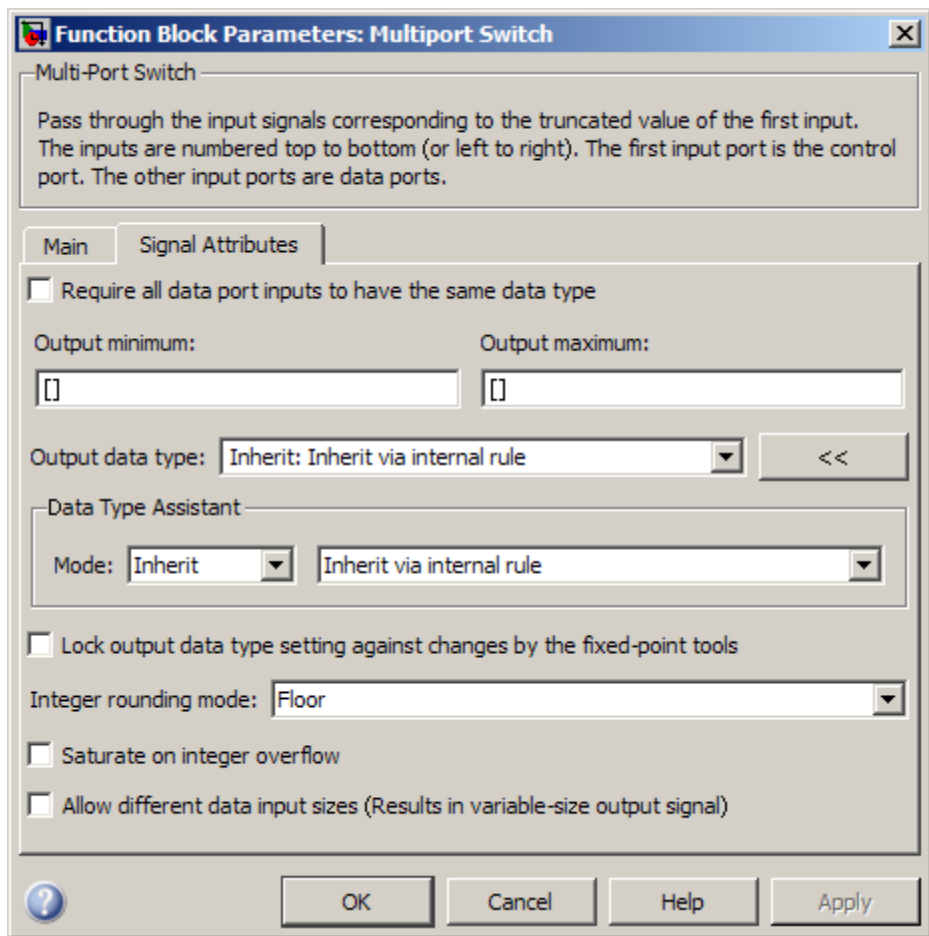 Function Block Parameters: Multiport Switch
Multi-Port Switch
Pass through the input signals corresponding to the truncated value of the first input.
The inputs are numbered top to bottom (or left to right). The first input port is the control
port. The other input ports are data ports.
Main Signal Attributes
Require all data port inputs to have the same data type
Output minimum: Output maximum:
[] []
Output data type: Inherit: Inherit via internal rule <<
Data Type Assistant
Mode: Inherit Inherit via internal rule
Lock output data type setting against changes by the fixed-point tools
Integer rounding mode: Floor
Saturate on integer overflow
Allow different data input sizes (Results in variable-size output signal)
? OK Cancel Help Apply